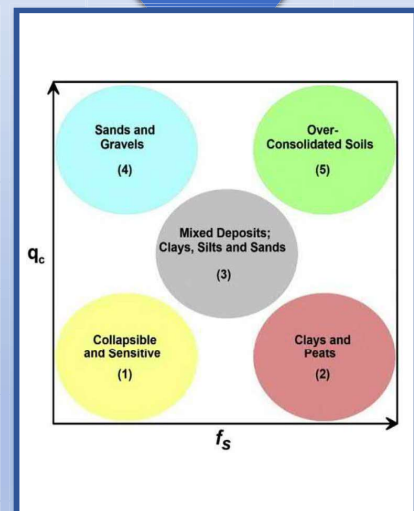 Sands and
Gravels
(4)
Over-
Consolidated Soils
(5)
qc
Mixed Deposits;
Clays, Silts and Sands
(3)
Collapsible
and Sensitive
(1)
Clays and
Peats
(2)
fs